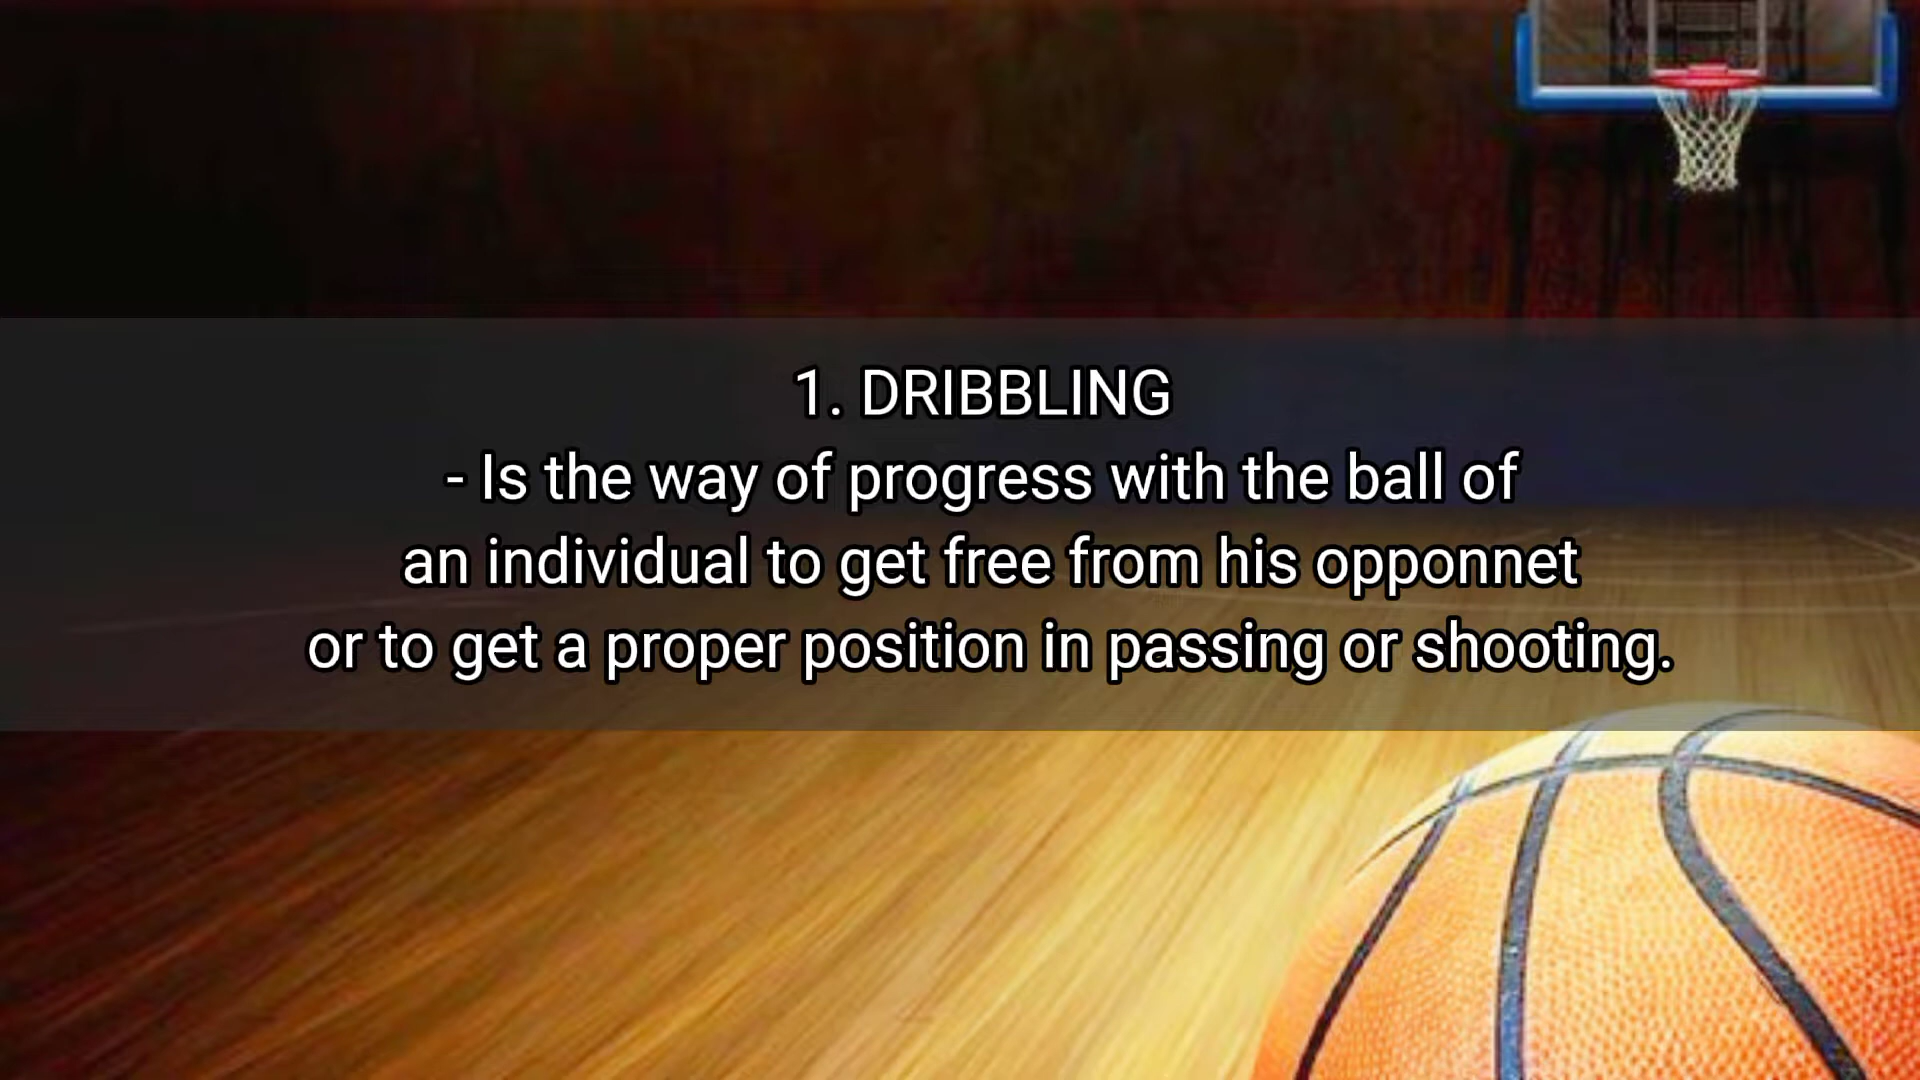 1. DRIBBLING
- Is the way of progress with the ball of
an individual to get free from his opponnet
or to get a proper position in passing or shooting.